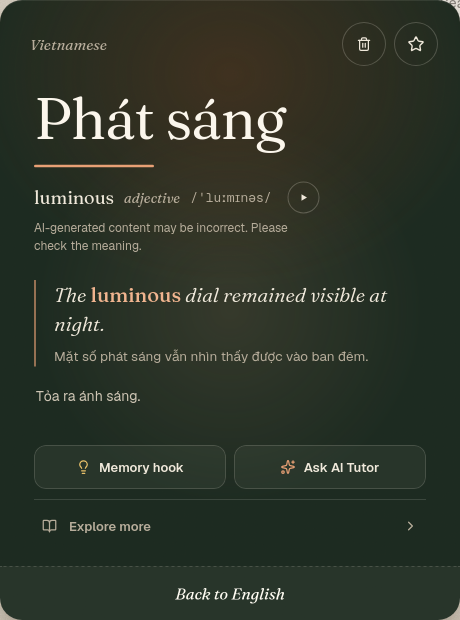 Vietnamese
Phát sáng
luminous adjective /ˈluːmɪnəs/
AI-generated content may be incorrect. Please
check the meaning.
The luminous dial remained visible at
night.
Mặt số phát sáng vẫn nhìn thấy được vào ban đêm.
Tỏa ra ánh sáng.
Memory hook
Ask AI Tutor
Explore more
Back to English